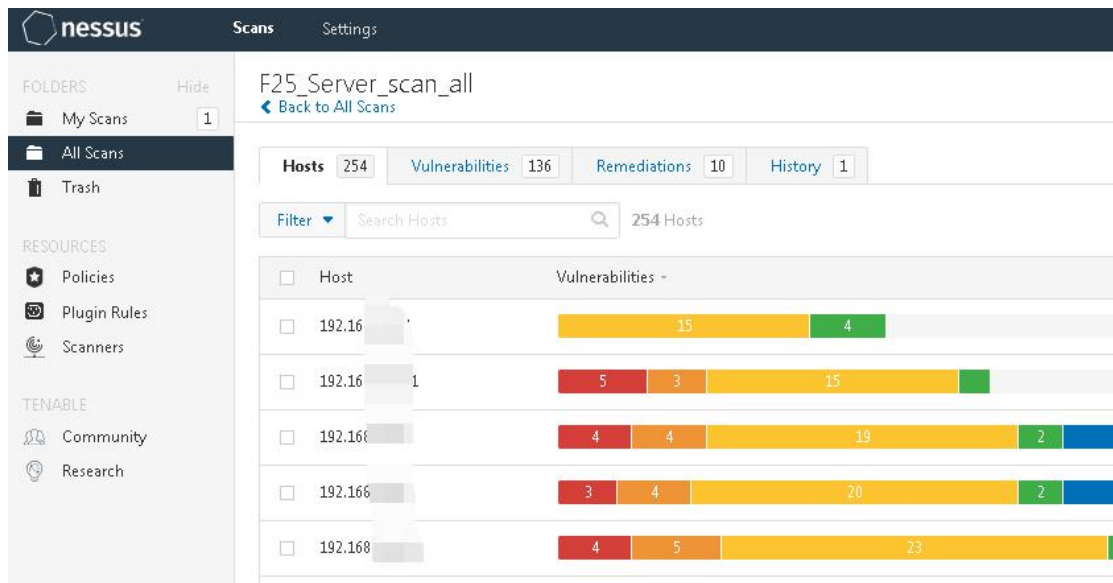 nessus Scans Settings
FOLDERS Hide
My Scans 1
All Scans
Trash
RESOURCES
Policies
Plugin Rules
Scanners
TENABLE
Community
Research
F25_Server_scan_all
Back to All Scans
Hosts 254 Vulnerabilities 136 Remediations 10 History 1
Filter Search Hosts 254 Hosts
Host Vulnerabilities
192.16 15 4
192.16 1 5 3 15
192.168 4 4 19 2
192.168 3 4 20 2
192.168 4 5 23